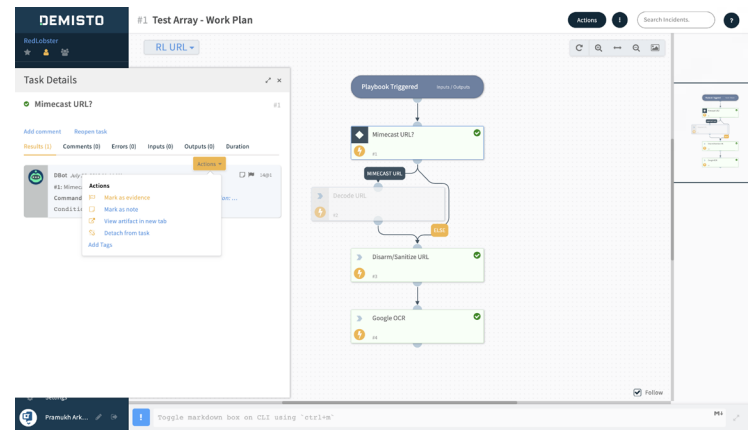 DEMISTO
#1 Test Array - Work Plan
Actions
Search Incidents.
?
RedLobster
RL URL
Task Details
Mimecast URL?
#1
Add comment
Reopen task
Results (1)
Comments (0)
Errors (0)
Inputs (0)
Outputs (0)
Duration
Actions
DBot
#1: Mimec
Command
Conditi
Actions
Mark as evidence
Mark as note
View artifact in new tab
Detach from task
Add Tags
Playbook Triggered
Inputs / Outputs
Mimecast URL?
#1
MIMECAST URL
Decode URL
#2
ELSE
Disarm/Sanitize URL
#3
Google OCR
#4
Follow
Settings
Pramukh Ark...
!
Toggle markdown box on CLI using `ctrl+m`
M↓